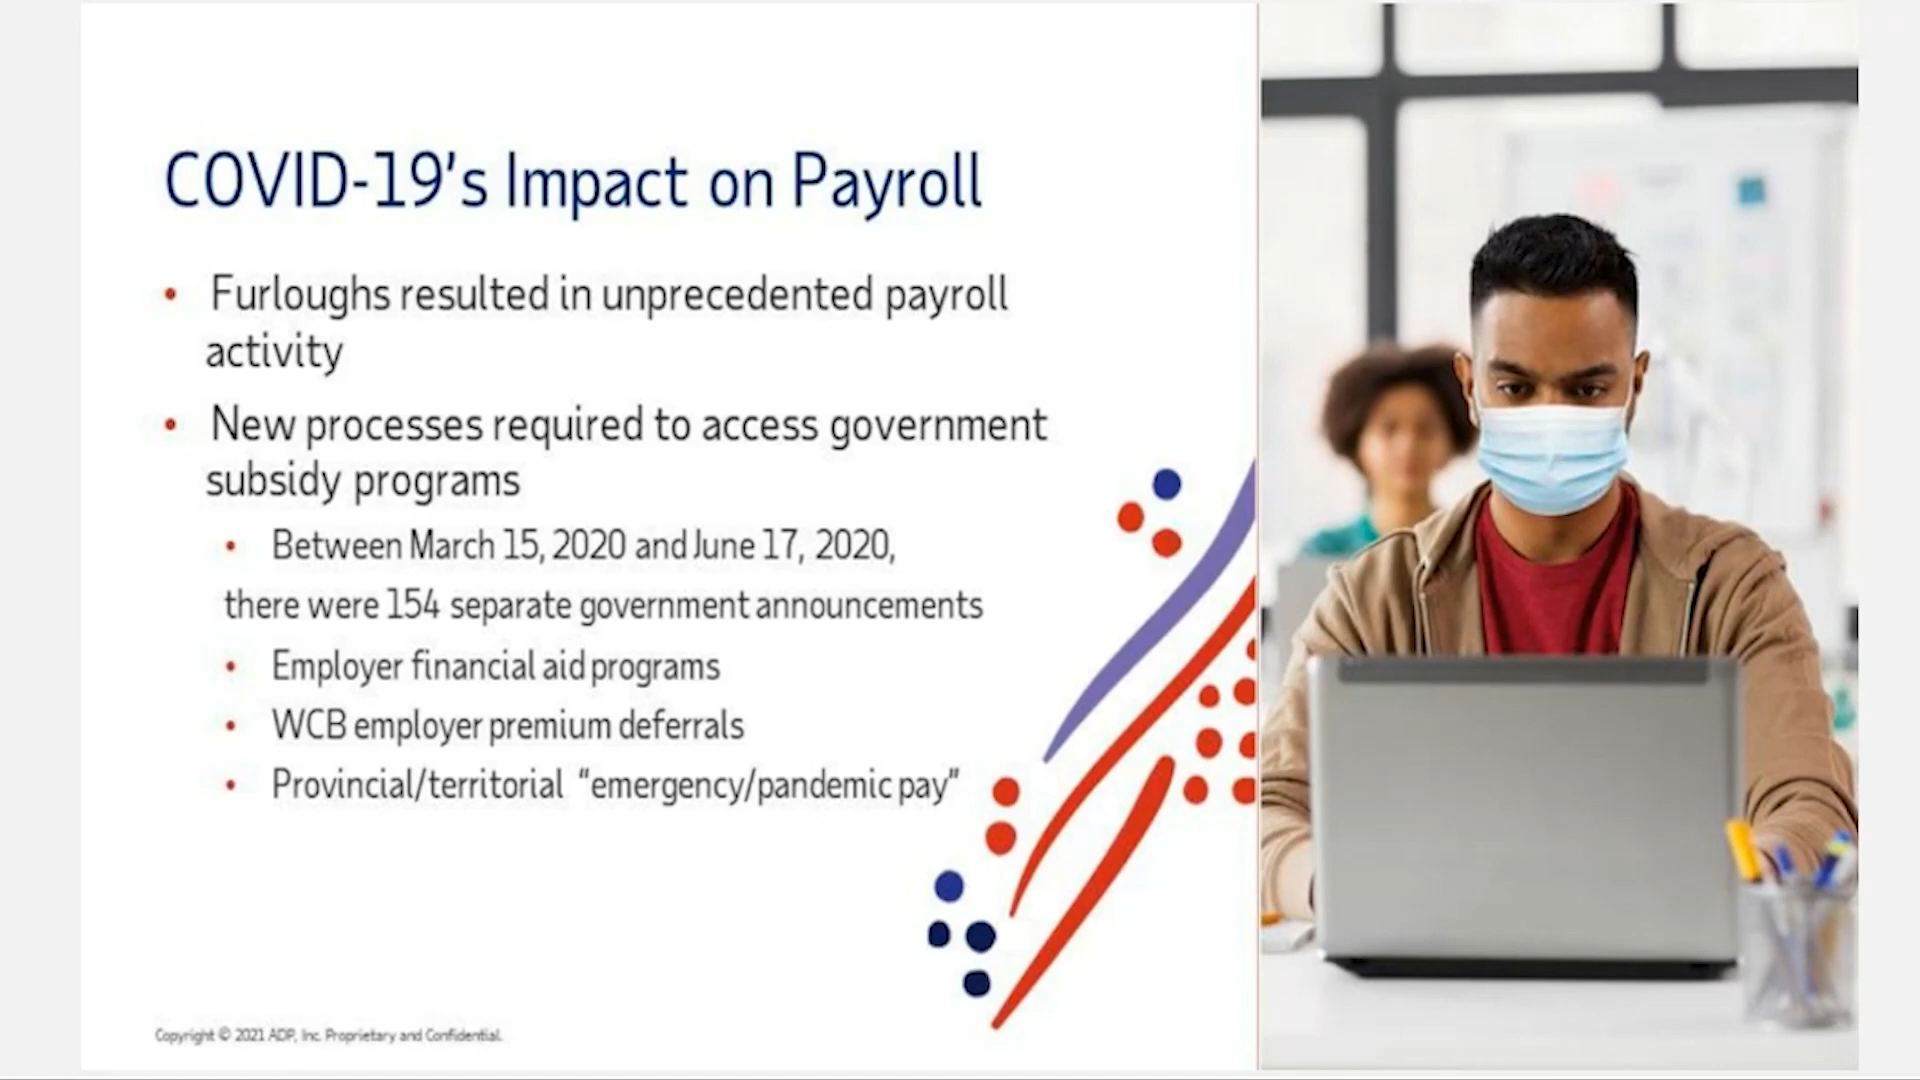 COVID-19’s Impact on Payroll
• Furloughs resulted in unprecedented payroll
activity
• New processes required to access government
subsidy programs
• Between March 15, 2020 and June 17, 2020,
there were 154 separate government announcements
• Employer financial aid programs
• WCB employer premium deferrals
• Provincial/territorial “emergency/pandemic pay”
Copyright © 2021 ADP, Inc. Proprietary and Confidential.